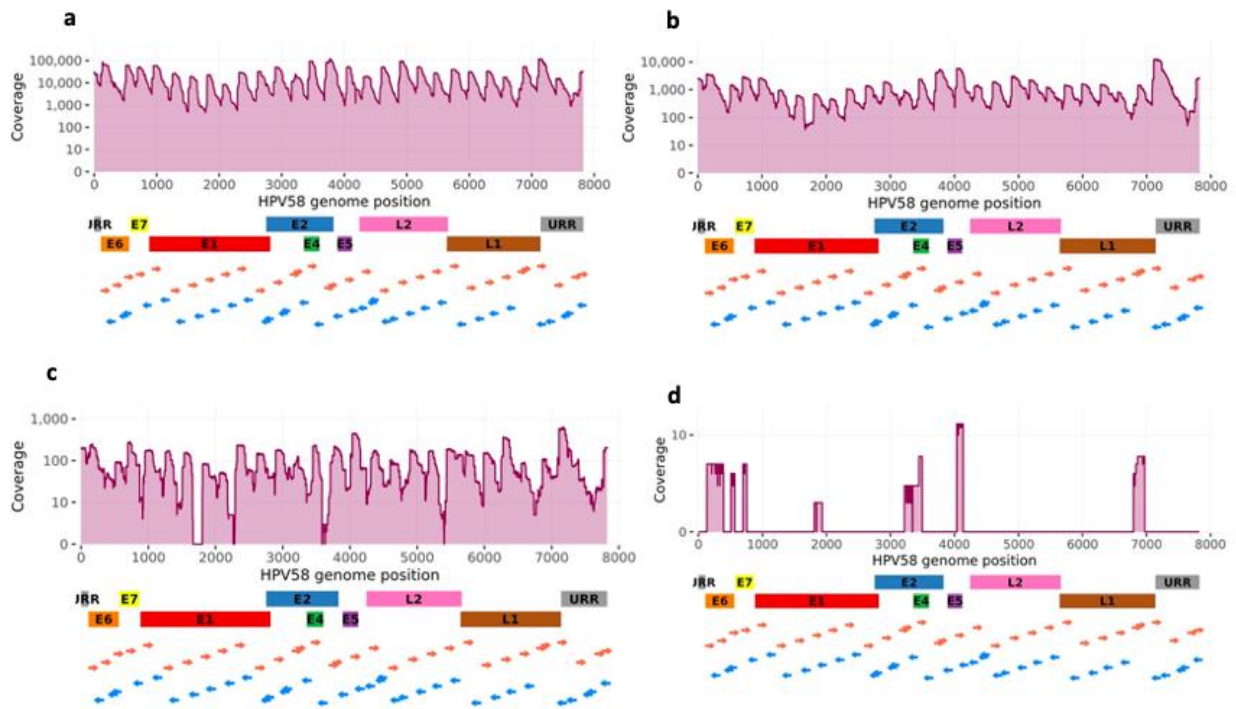 a
Coverage
100,000
10,000
1,000
100
10
0
0 1000 2000 3000 4000 5000 6000 7000 8000
HPV58 genome position
JRR E7 E2 L2 URR
E6 E1 E4 E5 L1
b
Coverage
10,000
1,000
100
10
0
0 1000 2000 3000 4000 5000 6000 7000 8000
HPV58 genome position
JRR E7 E2 L2 URR
E6 E1 E4 E5 L1
c
Coverage
1,000
100
10
0
0 1000 2000 3000 4000 5000 6000 7000 8000
HPV58 genome position
URR E7 E2 L2 URR
E6 E1 E4 E5 L1
d
Coverage
10
0
0 1000 2000 3000 4000 5000 6000 7000 8000
HPV58 genome position
JRR E7 E2 L2 URR
E6 E1 E4 E5 L1